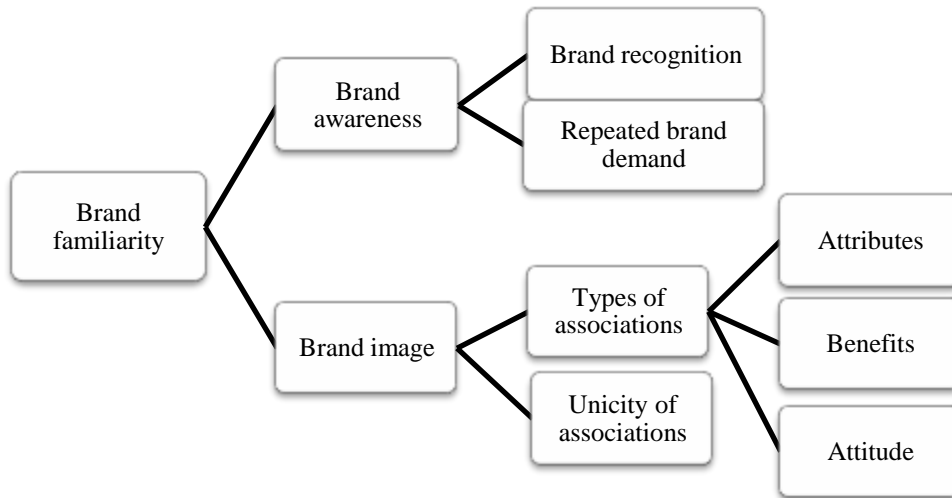 Brand
familiarity
Brand
awareness
Brand recognition
Repeated brand
demand
Brand image
Types of
associations
Unicity of
associations
Attributes
Benefits
Attitude